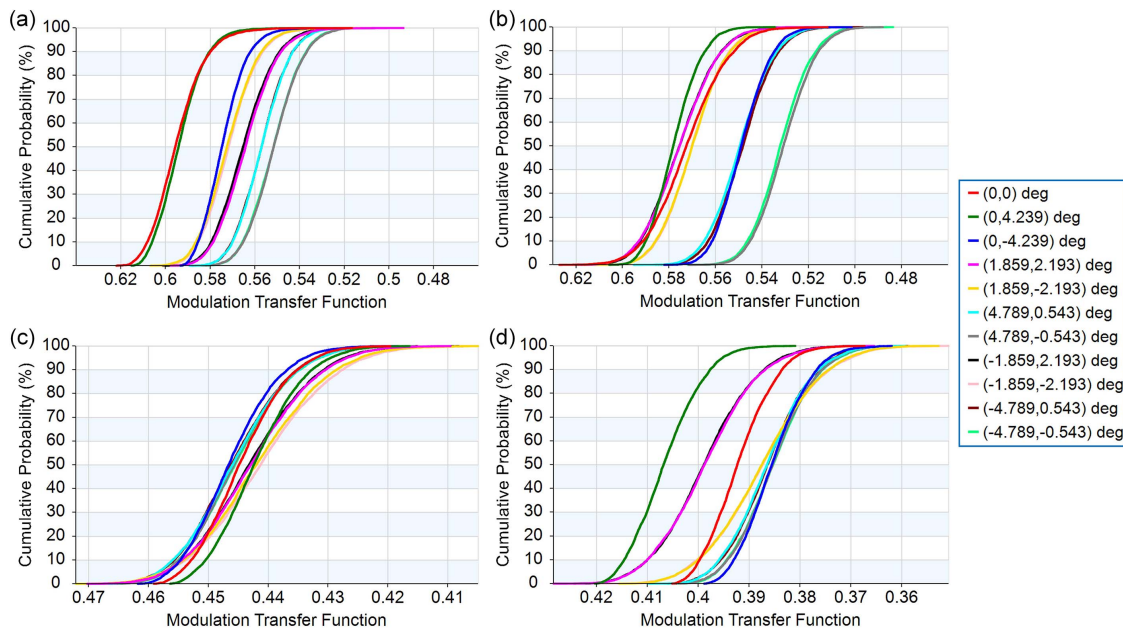 (a)
Cumulative Probability (%)
100
90
80
70
60
50
40
30
20
10
0
0.62 0.6 0.58 0.56 0.54 0.52 0.5 0.48
Modulation Transfer Function
(b)
Cumulative Probability (%)
100
90
80
70
60
50
40
30
20
10
0
0.62 0.6 0.58 0.56 0.54 0.52 0.5 0.48
Modulation Transfer Function
(c)
Cumulative Probability (%)
100
90
80
70
60
50
40
30
20
10
0
0.47 0.46 0.45 0.44 0.43 0.42 0.41
Modulation Transfer Function
(d)
Cumulative Probability (%)
100
90
80
70
60
50
40
30
20
10
0
0.42 0.41 0.4 0.39 0.38 0.37 0.36
Modulation Transfer Function
(0,0) deg
(0,4.239) deg
(0,-4.239) deg
(1.859,2.193) deg
(1.859,-2.193) deg
(4.789,0.543) deg
(4.789,-0.543) deg
(-1.859,2.193) deg
(-1.859,-2.193) deg
(-4.789,0.543) deg
(-4.789,-0.543) deg